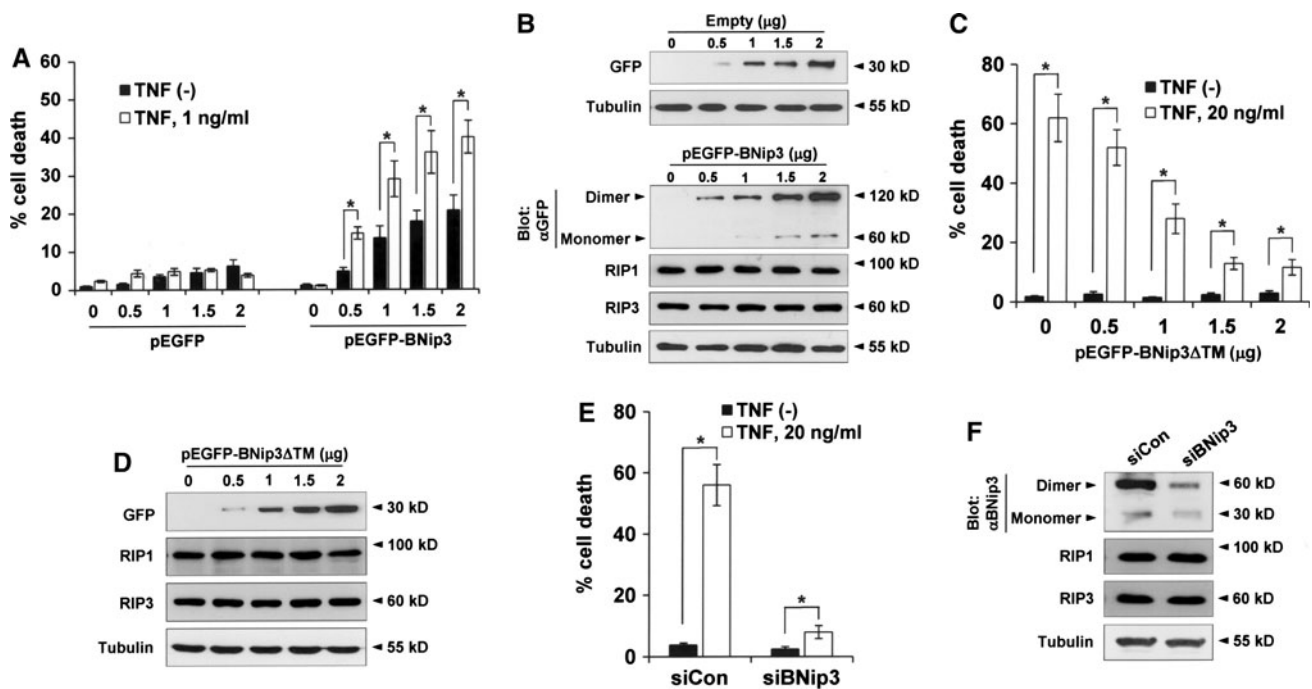 A
% cell death
60
50
40
30
20
10
0
TNF (-)
TNF, 1 ng/ml
* * * *
0 0.5 1 1.5 2 0 0.5 1 1.5 2
pEGFP pEGFP-BNip3
B
Empty (μg)
0 0.5 1 1.5 2
GFP 30 kD
Tubulin 55 kD
pEGFP-BNip3 (μg)
0 0.5 1 1.5 2
Blot:
αGFP
Dimer 120 kD
Monomer 60 kD
RIP1 100 kD
RIP3 60 kD
Tubulin 55 kD
C
% cell death
80
60
40
20
0
TNF (-)
TNF, 20 ng/ml
* * * * *
0 0.5 1 1.5 2
pEGFP-BNip3ΔTM (μg)
D
pEGFP-BNip3ΔTM (μg)
0 0.5 1 1.5 2
GFP 30 kD
RIP1 100 kD
RIP3 60 kD
Tubulin 55 kD
E
% cell death
80
60
40
20
0
TNF (-)
TNF, 20 ng/ml
* *
siCon siBNip3
F
siCon siBNip3
Blot:
αBNip3
Dimer 60 kD
Monomer 30 kD
RIP1 100 kD
RIP3 60 kD
Tubulin 55 kD